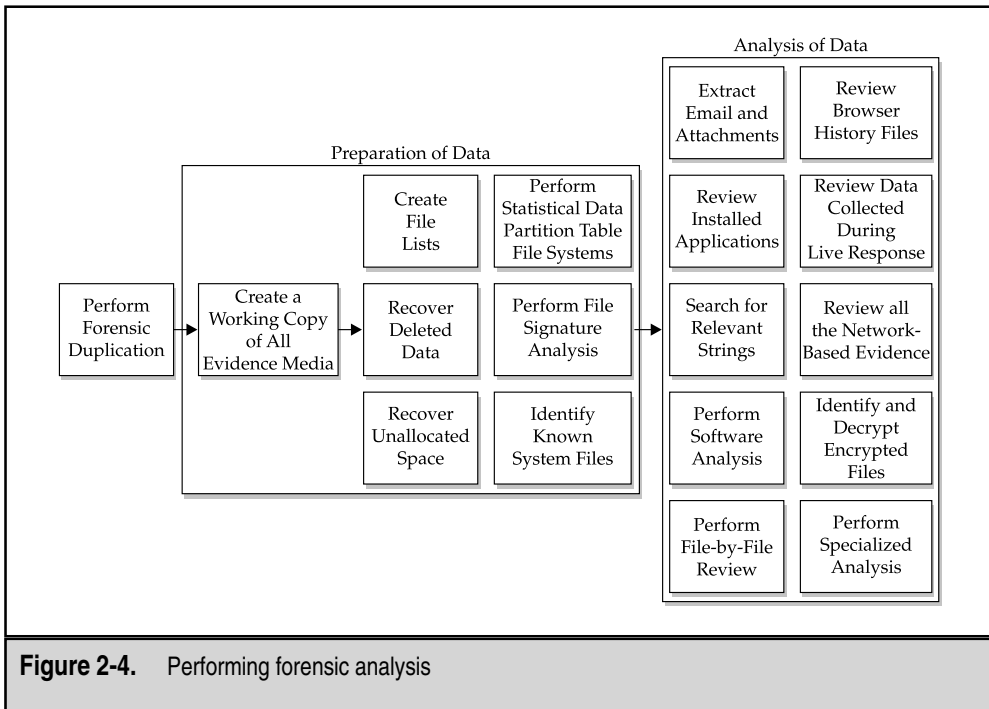 Analysis of Data
Extract
Email and
Attachments
Review
Browser
History Files
Preparation of Data
Create
File
Lists
Perform
Statistical Data
Partition Table
File Systems
Review
Installed
Applications
Review Data
Collected
During
Live Response
Perform
Forensic
Duplication
Create a
Working Copy
of All
Evidence Media
Recover
Deleted
Data
Perform File
Signature
Analysis
Search for
Relevant
Strings
Review all
the Network-
Based Evidence
Recover
Unallocated
Space
Identify
Known
System Files
Perform
Software
Analysis
Identify and
Decrypt
Encrypted
Files
Perform
File-by-File
Review
Perform
Specialized
Analysis
Figure 2-4. Performing forensic analysis